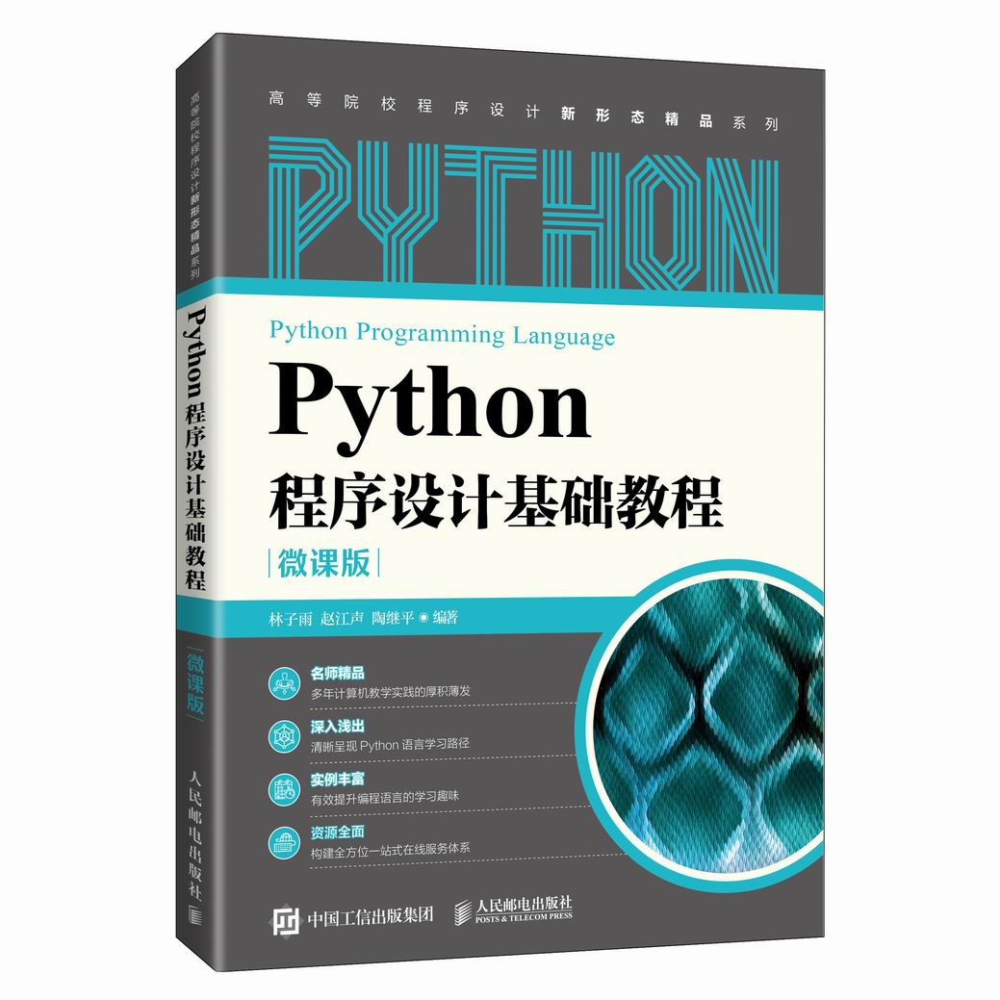 高等院校程序设计新形态精品系列
PYTHON
Python Programming Language
Python
程序设计基础教程
微课版
林子雨 赵江声 陶继平 编著
名师精品
多年计算机教学实践的厚积薄发
深入浅出
清晰呈现 Python 语言学习路径
实例丰富
有效提升编程语言的学习趣味
资源全面
构建全方位一站式在线服务体系
中国工信出版集团
人民邮电出版社
POSTS & TELECOM PRESS
高等院校程序设计新形态精品系列
Python程序设计基础教程
微课版
人民邮电出版社